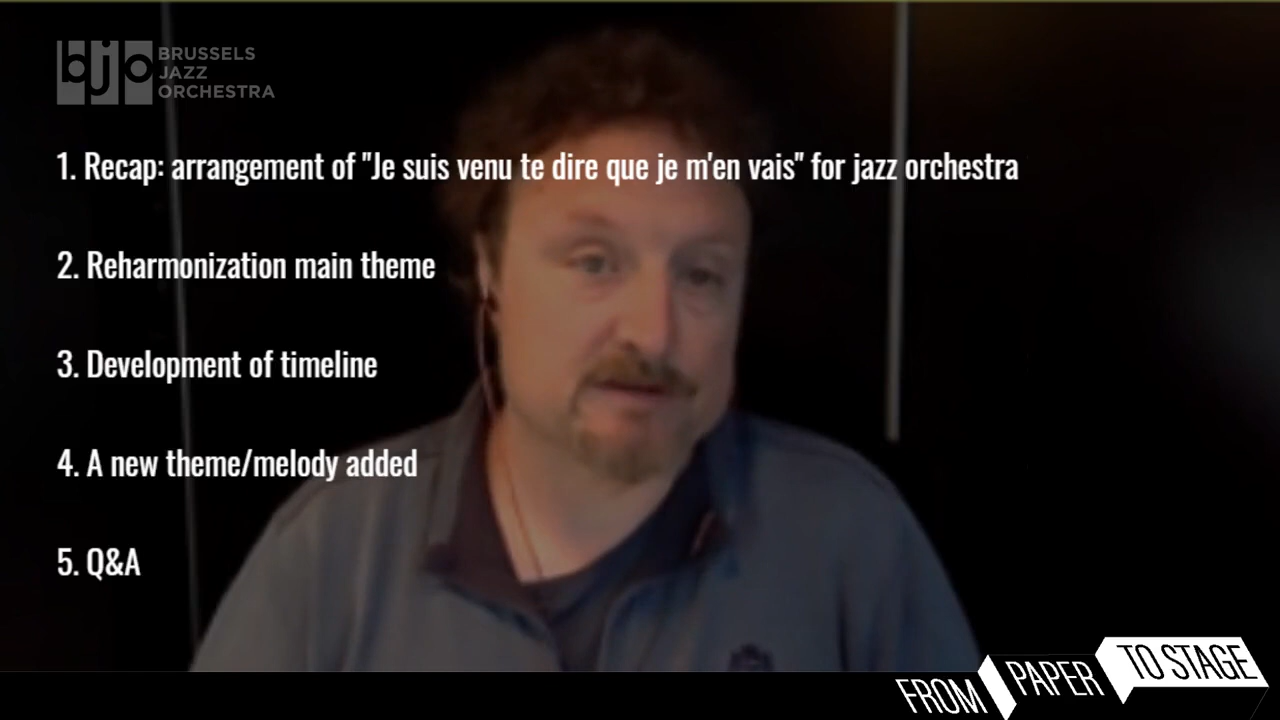 bjo
BRUSSELS
JAZZ
ORCHESTRA
1. Recap: arrangement of "Je suis venu te dire que je m'en vais" for jazz orchestra
2. Reharmonization main theme
3. Development of timeline
4. A new theme/melody added
5. Q&A
FROM PAPER TO STAGE